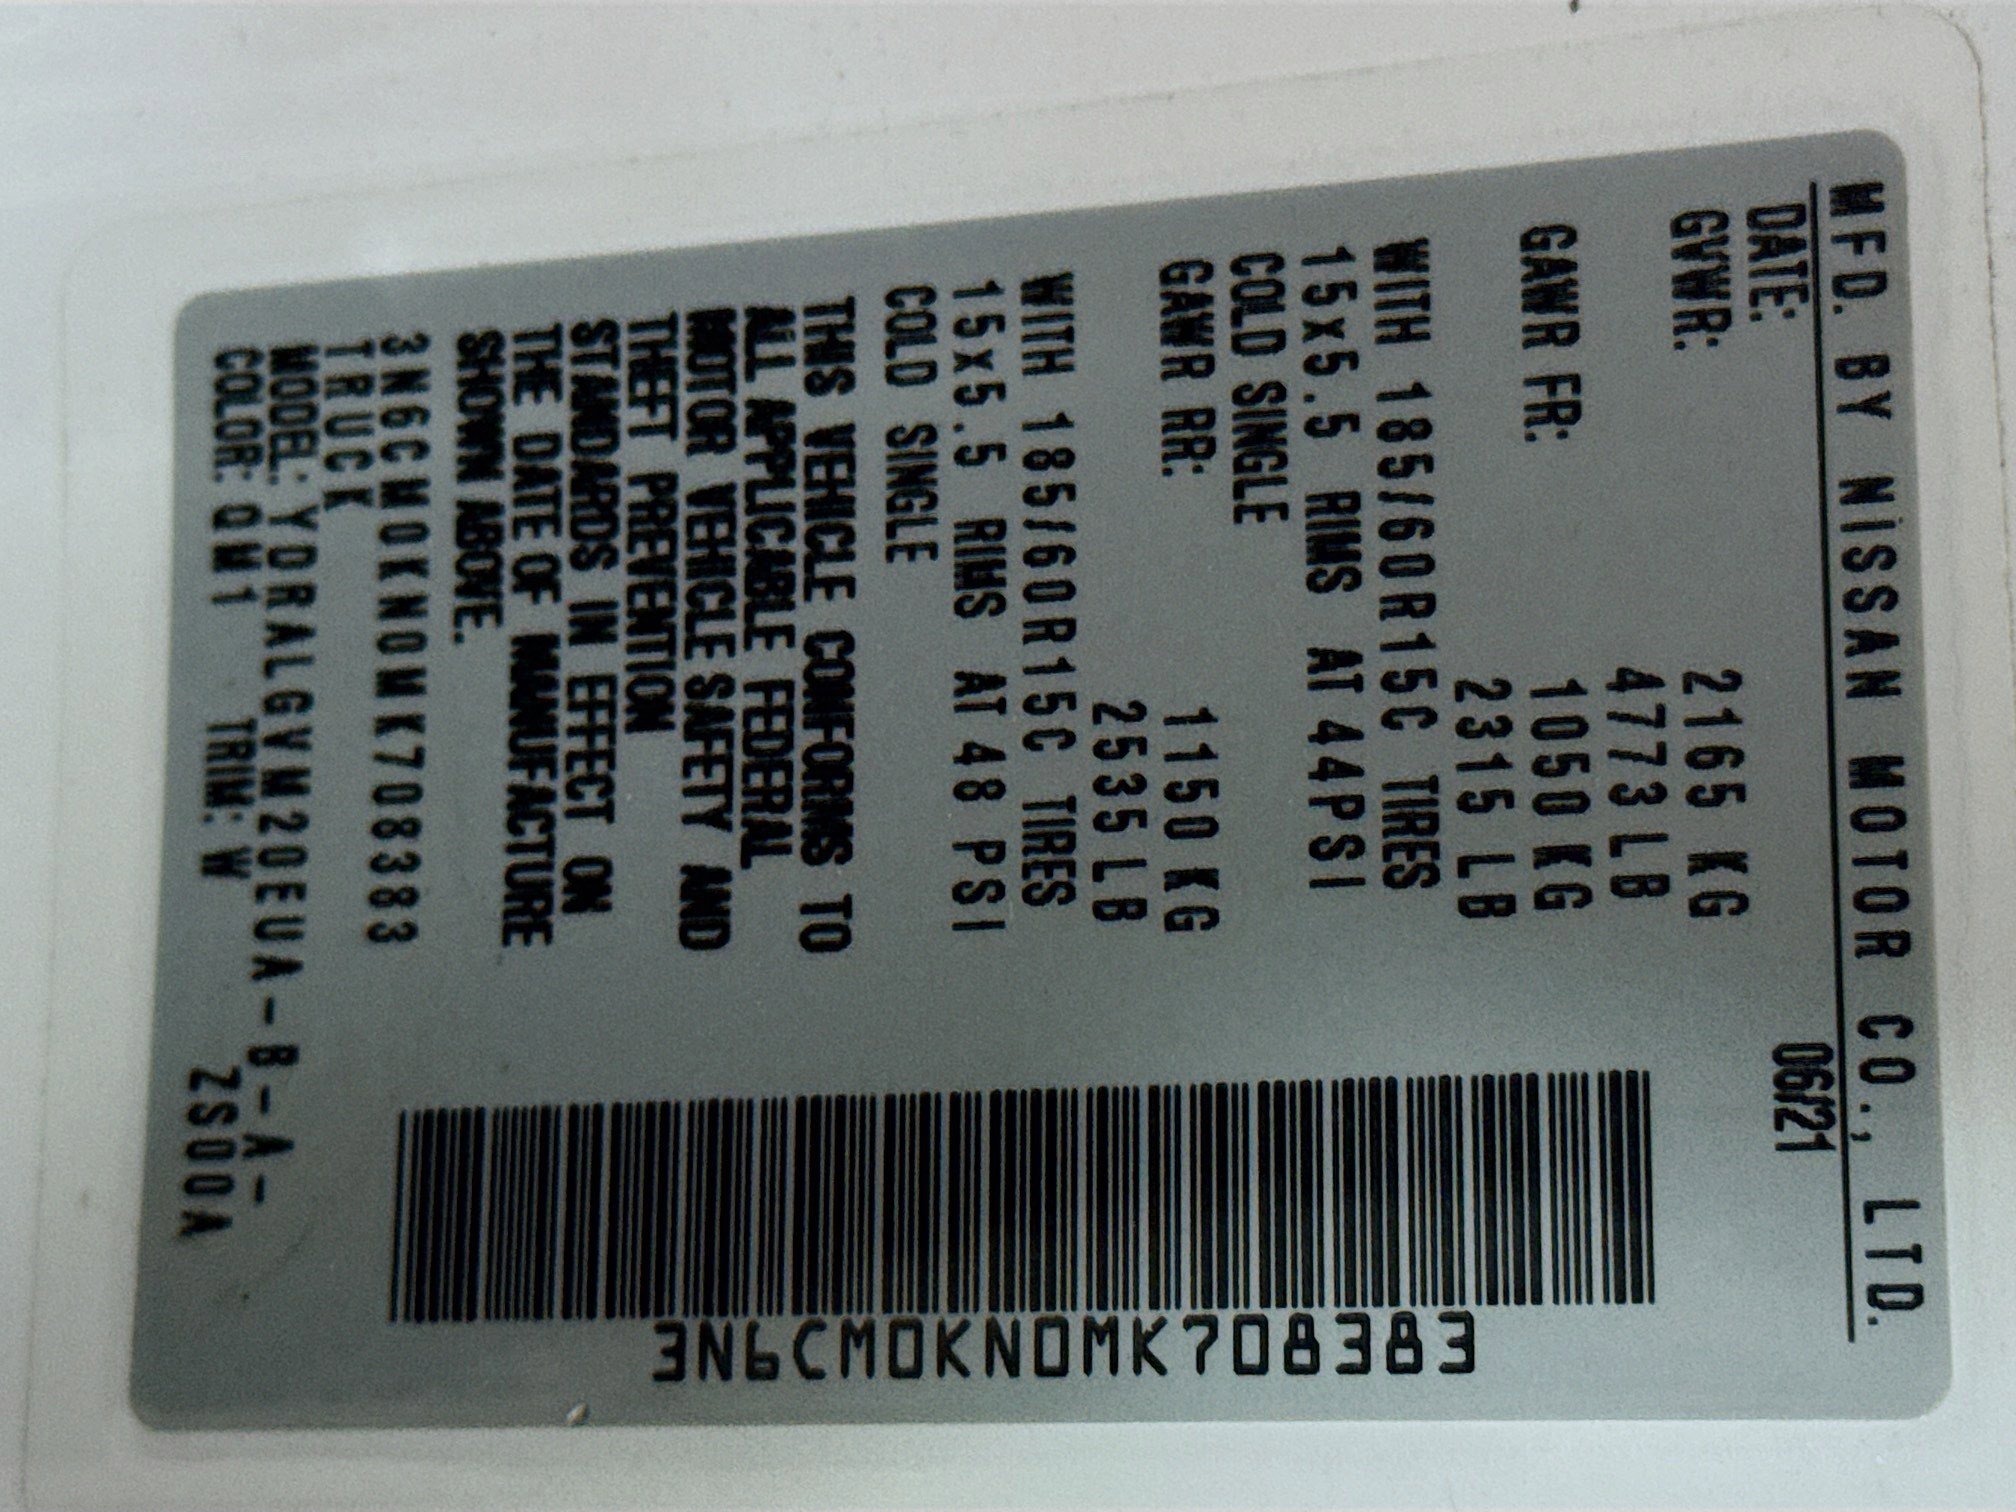 MFD. BY NISSAN MOTOR CO., LTD.
DATE: 06/21
GVWR: 2165 KG
4773 LB
GAWR FR: 1050 KG
2315 LB
WITH 185/60R15C TIRES
15x5.5 RIMS AT 44PSI
COLD SINGLE
GAWR RR: 1150 KG
2535 LB
WITH 185/60R15C TIRES
15x5.5 RIMS AT 48 PSI
COLD SINGLE
THIS VEHICLE CONFORMS TO
ALL APPLICABLE FEDERAL
MOTOR VEHICLE SAFETY AND
THEFT PREVENTION
STANDARDS IN EFFECT ON
THE DATE OF MANUFACTURE
SHOWN ABOVE.
3N6CM0KN0MK708383
TRUCK
MODEL: YDRALGVM20EUA-B-A-
COLOR: QM1 TRIM: W ZS00A
3N6CM0KN0MK708383